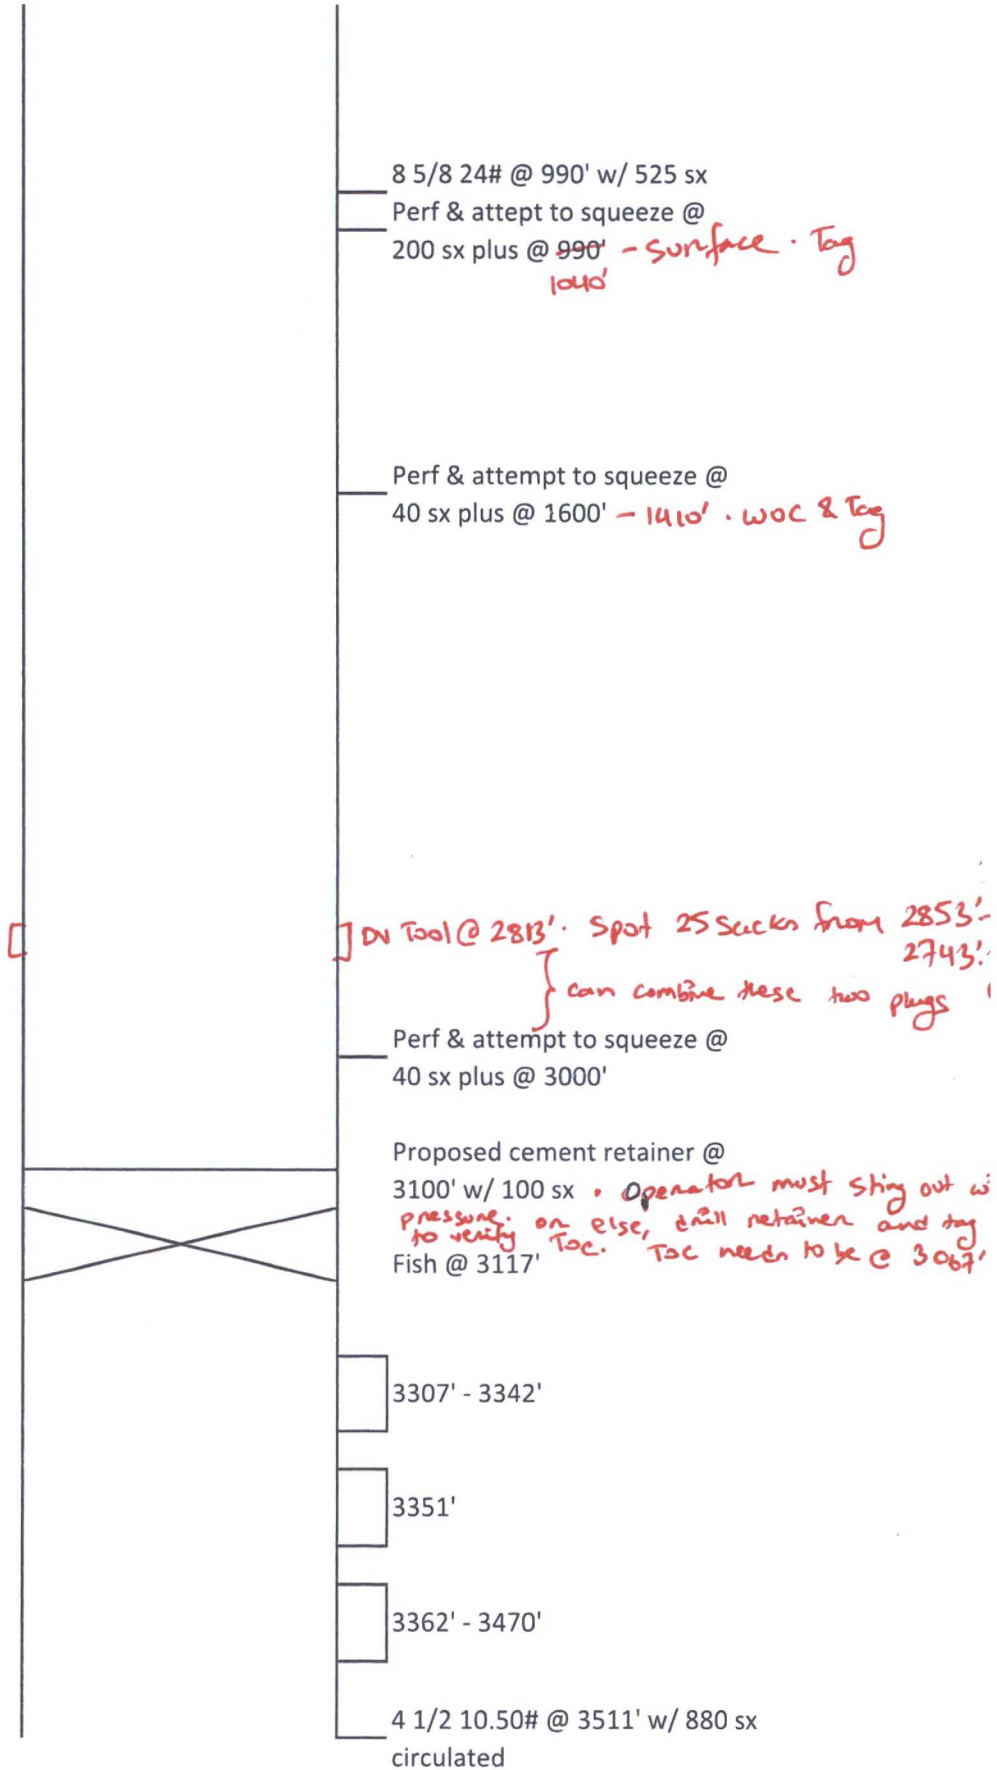 8 5/8 24# @ 990' w/ 525 sx
Perf & attept to squeeze @
200 sx plus @ 990' - surface. Tag
1040'
Perf & attempt to squeeze @
40 sx plus @ 1600' - 1410'. WOC & Tag
DV Tool @ 2813'. Spot 25 Sacks from 2853'-
2743'.
can combine these two plugs
Perf & attempt to squeeze @
40 sx plus @ 3000'
Proposed cement retainer @
3100' w/ 100 sx . Operator must sting out w
pressure. or else, drill retainer and tag
to verify TOC. TOC needs to be @ 3067'
Fish @ 3117'
3307' - 3342'
3351'
3362' - 3470'
4 1/2 10.50# @ 3511' w/ 880 sx
circulated